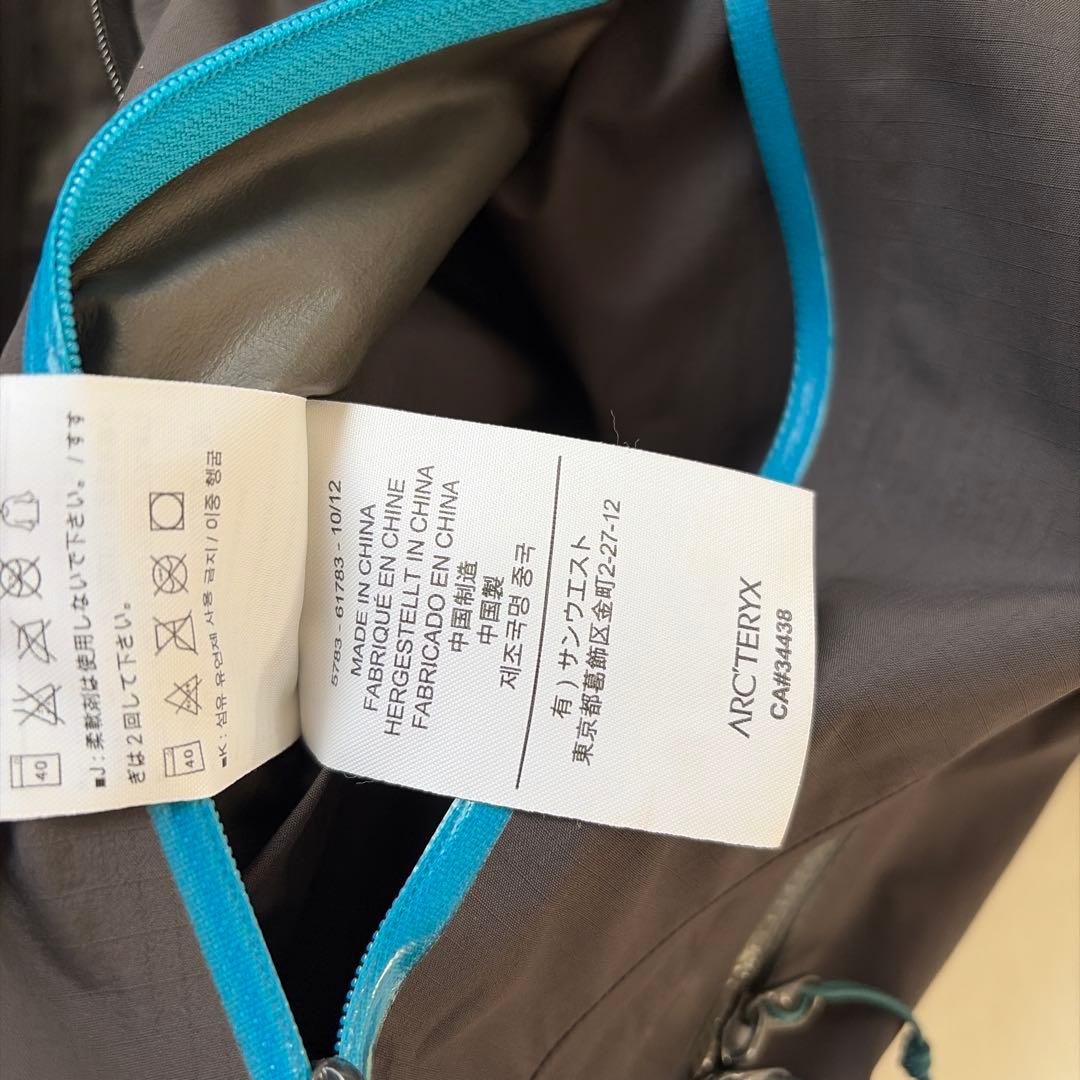 40
■J : 柔軟剤は使用しないで下さい。/ すす
ぎは２回して下さい。
40
■K : 섬유 유연제 사용 금지 / 이중 헹굼
5783 - 61783 - 10/12
MADE IN CHINA
FABRIQUÉ EN CHINE
HERGESTELLT IN CHINA
FABRICADO EN CHINA
中国制造
中国製
제조국명 중국
有 ) サンウエスト
東京都葛飾区金町2-27-12
ARC'TERYX
CA#34438